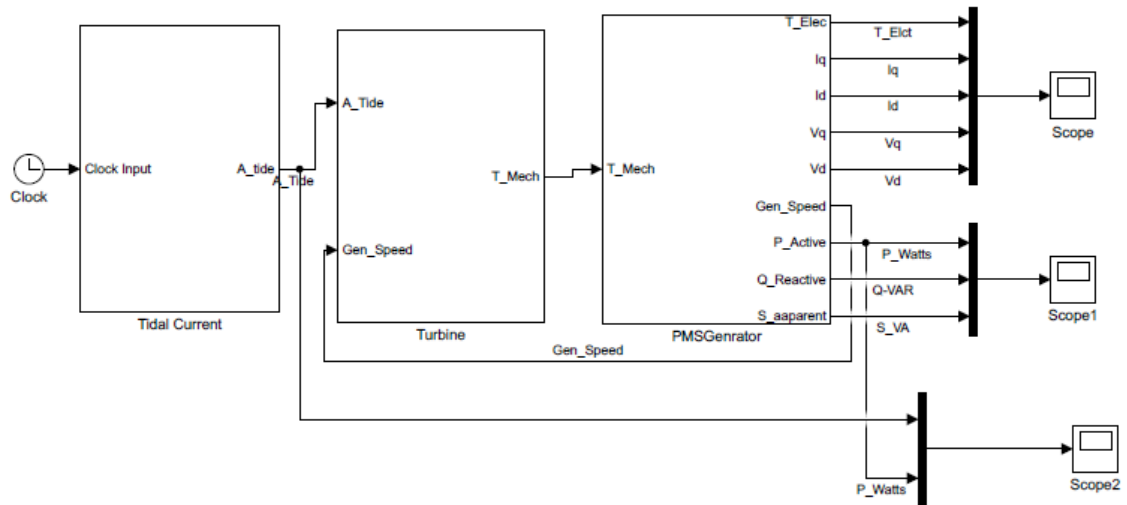 Clock
Clock Input
A_tide
A_Tide
Tidal Current
A_Tide
Gen_Speed
T_Mech
Turbine
Gen_Speed
T_Mech
T_Elec
Iq
Id
Vq
Vd
Gen_Speed
P_Active
Q_Reactive
S_aaparent
PMSGenrator
T_Elct
Iq
Id
Vq
Vd
Scope
P_Watts
Q-VAR
S_VA
Scope1
P_Watts
Scope2